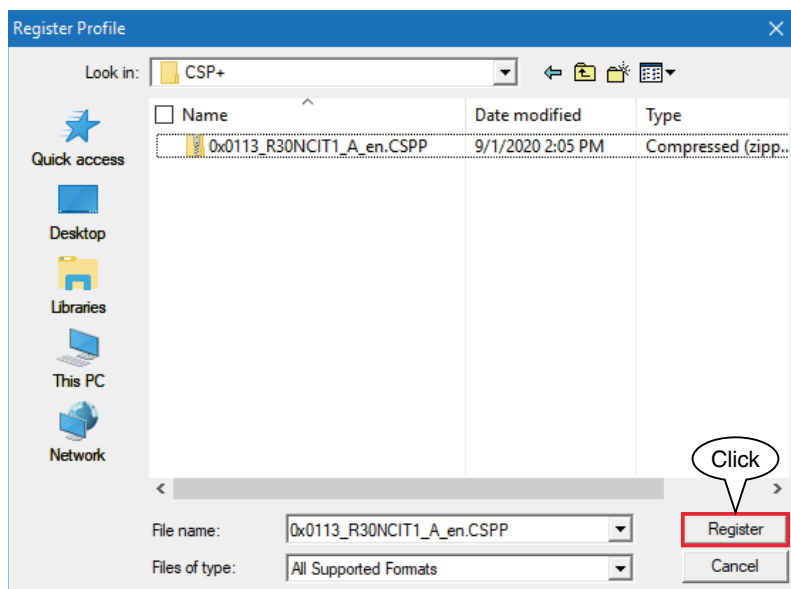 Register Profile
Look in: CSP+
Name Date modified Type
0x0113_R30NCIT1_A_en.CSPP 9/1/2020 2:05 PM Compressed (zipp..
Quick access
Desktop
Libraries
This PC
Network
Click
File name: 0x0113_R30NCIT1_A_en.CSPP Register
Files of type: All Supported Formats Cancel